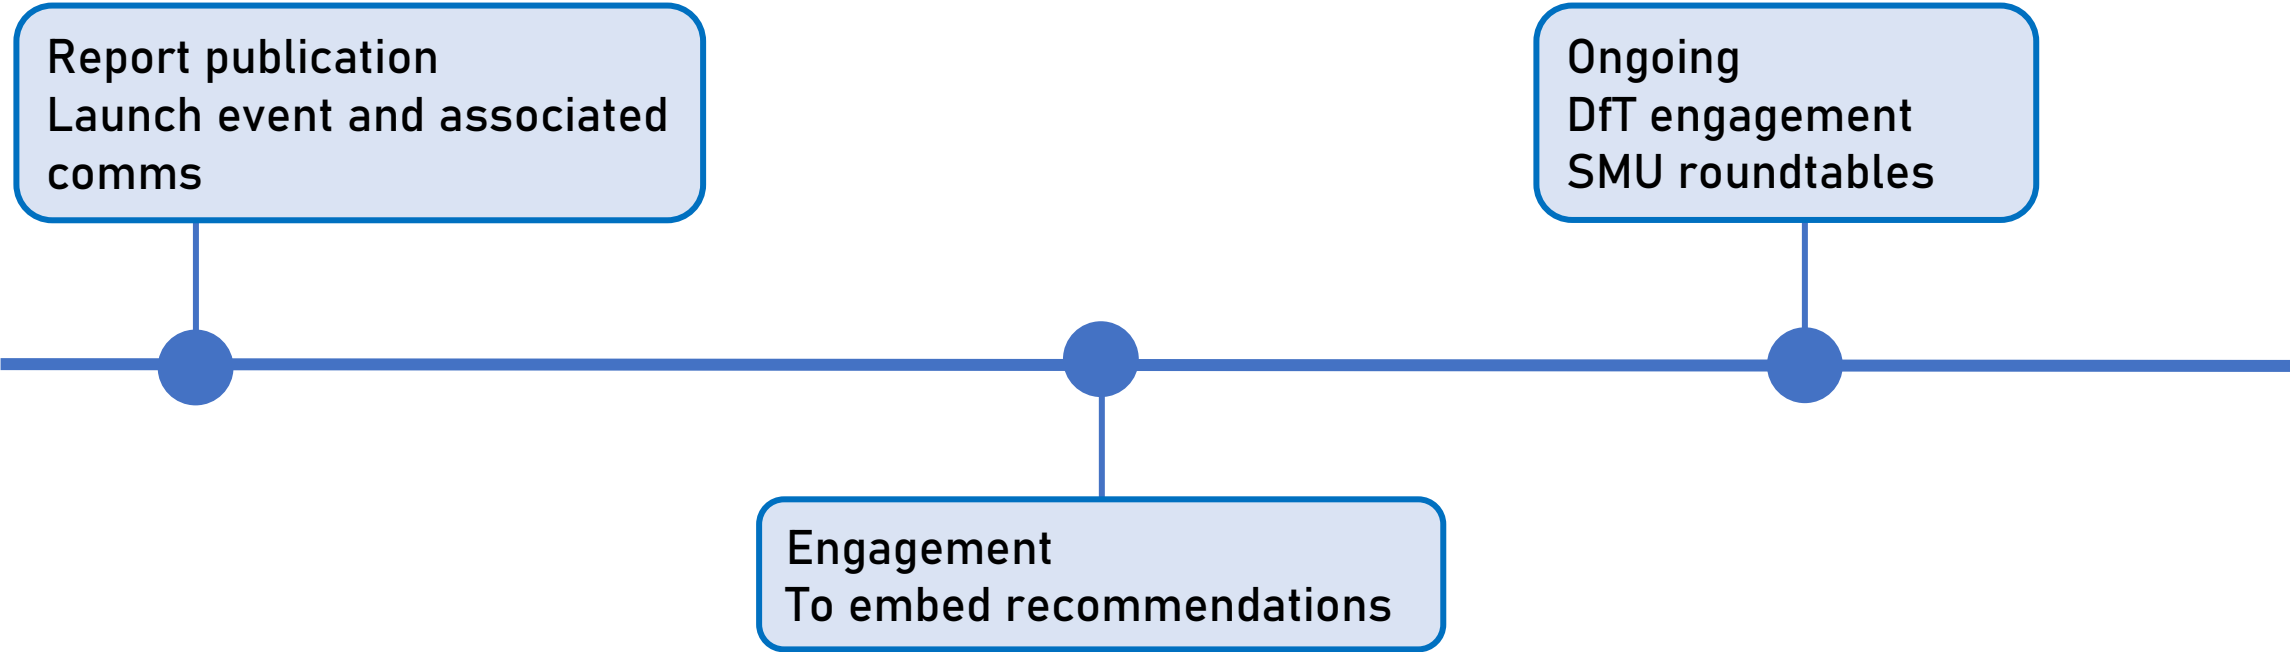 Report publication
Launch event and associated
comms
Engagement
To embed recommendations
Ongoing
DfT engagement
SMU roundtables